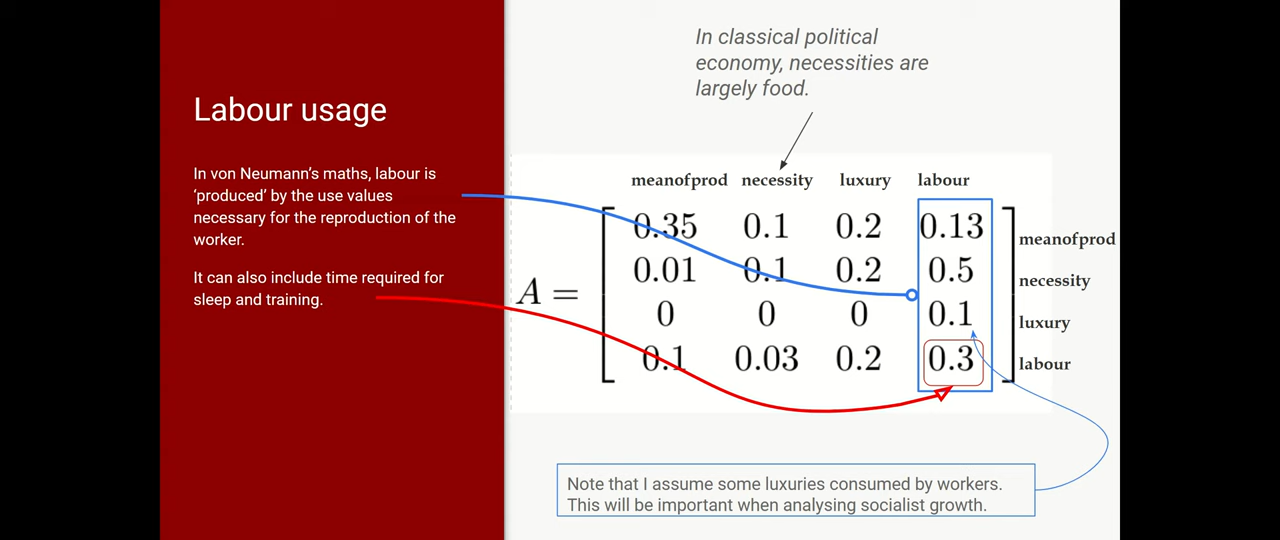 In classical political
economy, necessities are
largely food.
Labour usage
In von Neumann’s maths, labour is
‘produced’ by the use values
necessary for the reproduction of the
worker.
It can also include time required for
sleep and training.
meanofprod necessity luxury labour
A =
0.35 0.1 0.2 0.13 meanofprod
0.01 0.1 0.2 0.5 necessity
0 0 0 0.1 luxury
0.1 0.03 0.2 0.3 labour
Note that I assume some luxuries consumed by workers.
This will be important when analysing socialist growth.